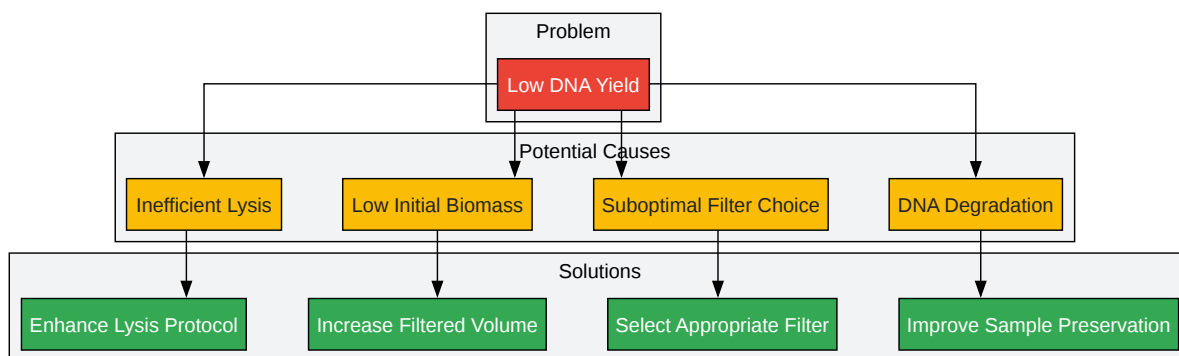 Problem
Low DNA Yield
Potential Causes
Inefficient Lysis
Low Initial Biomass
Suboptimal Filter Choice
DNA Degradation
Solutions
Enhance Lysis Protocol
Increase Filtered Volume
Select Appropriate Filter
Improve Sample Preservation